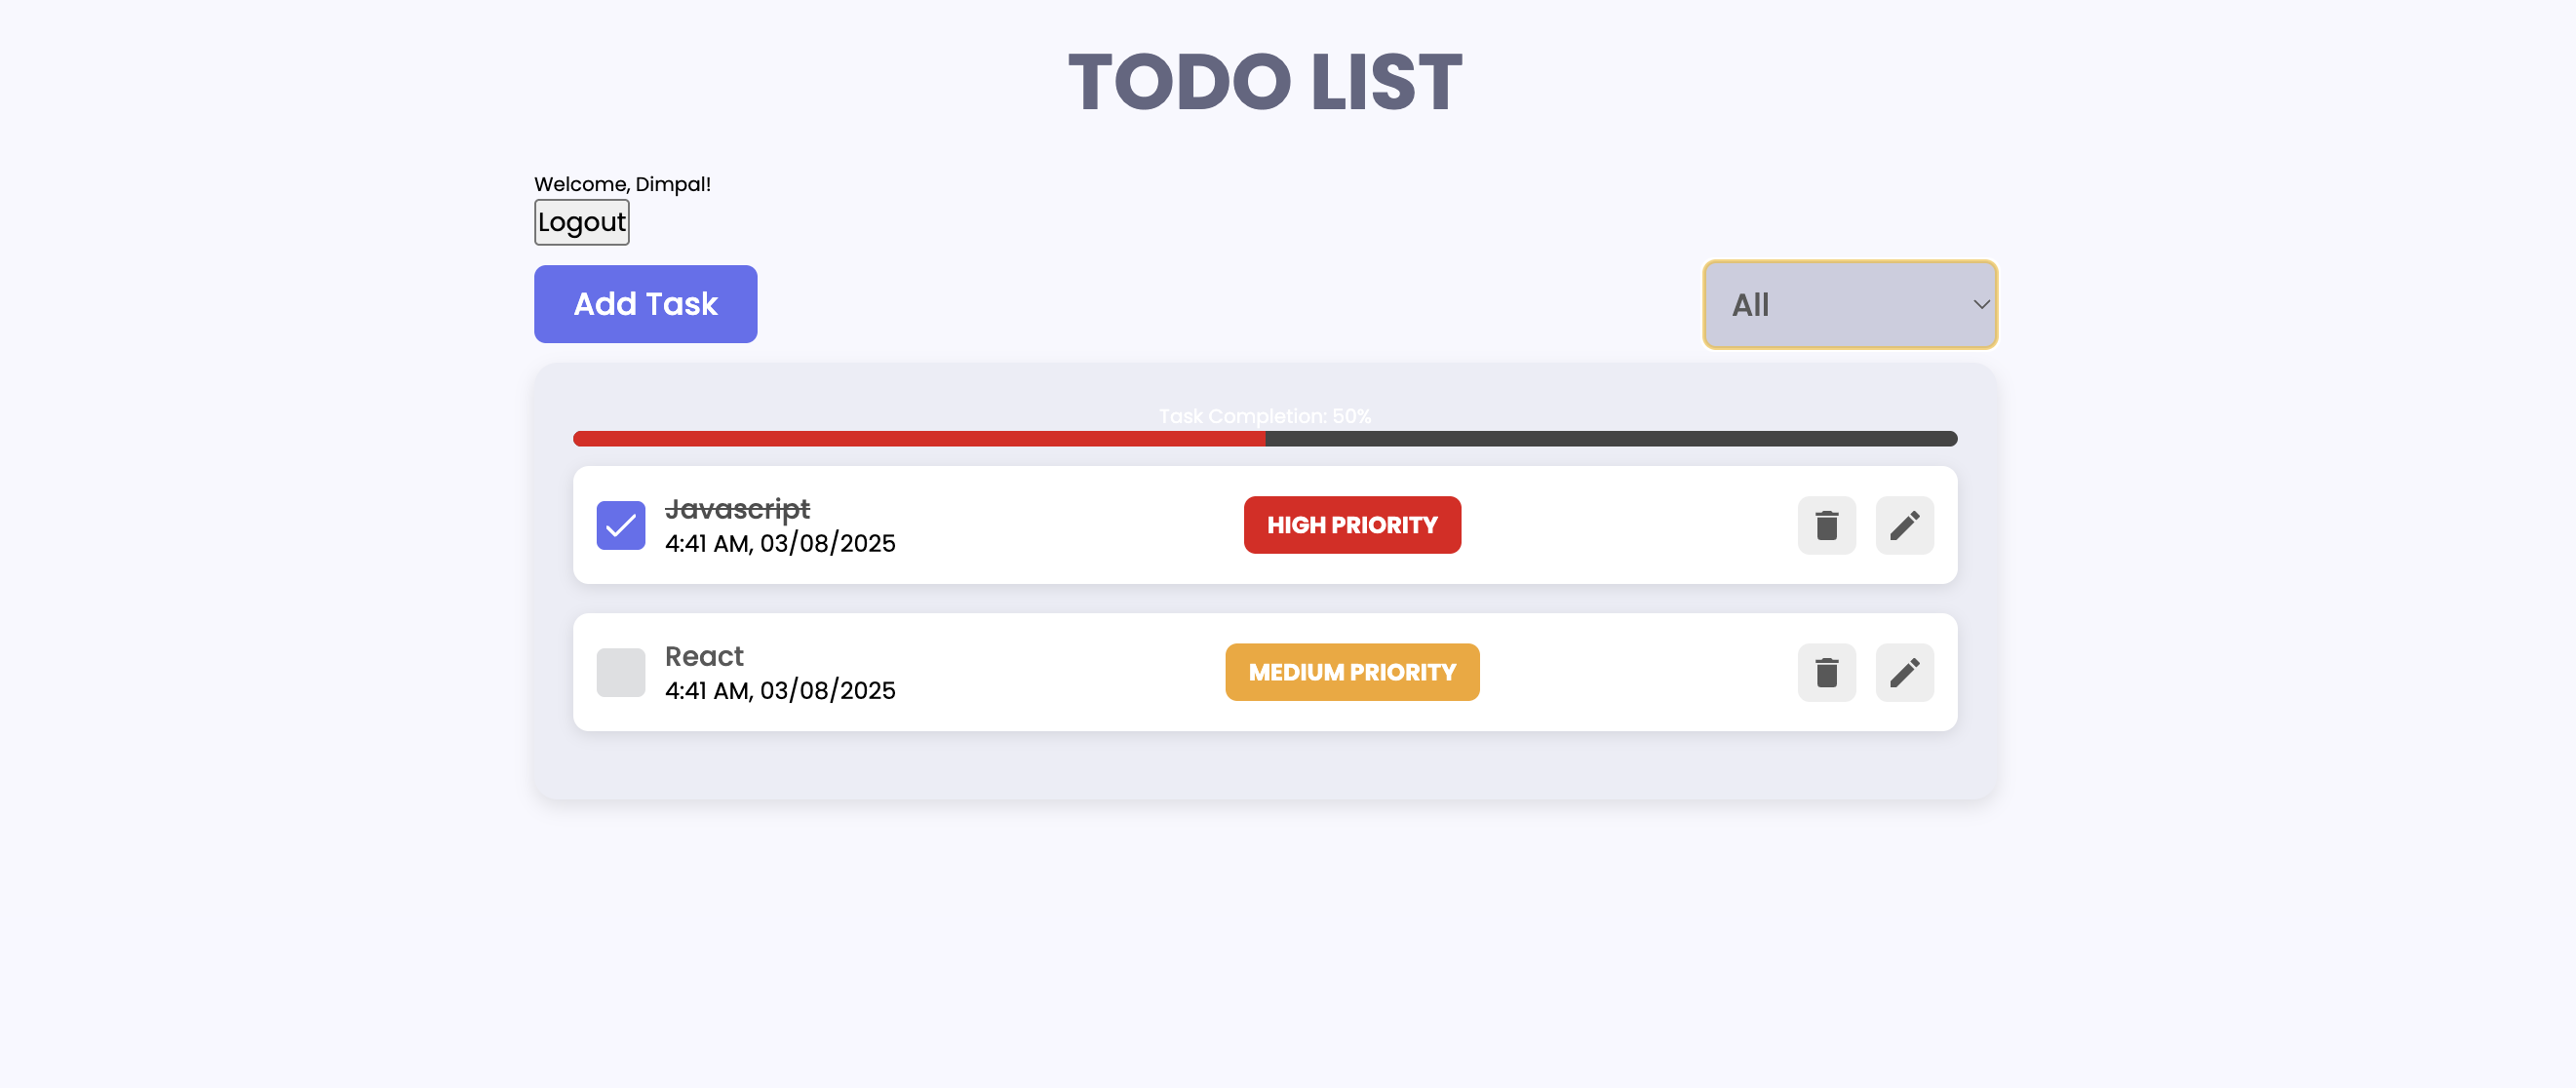 TODO LIST
Welcome, Dimpal!
Logout
Add Task
All
Task Completion: 50%
Javascript
4:41 AM, 03/08/2025
HIGH PRIORITY
React
4:41 AM, 03/08/2025
MEDIUM PRIORITY